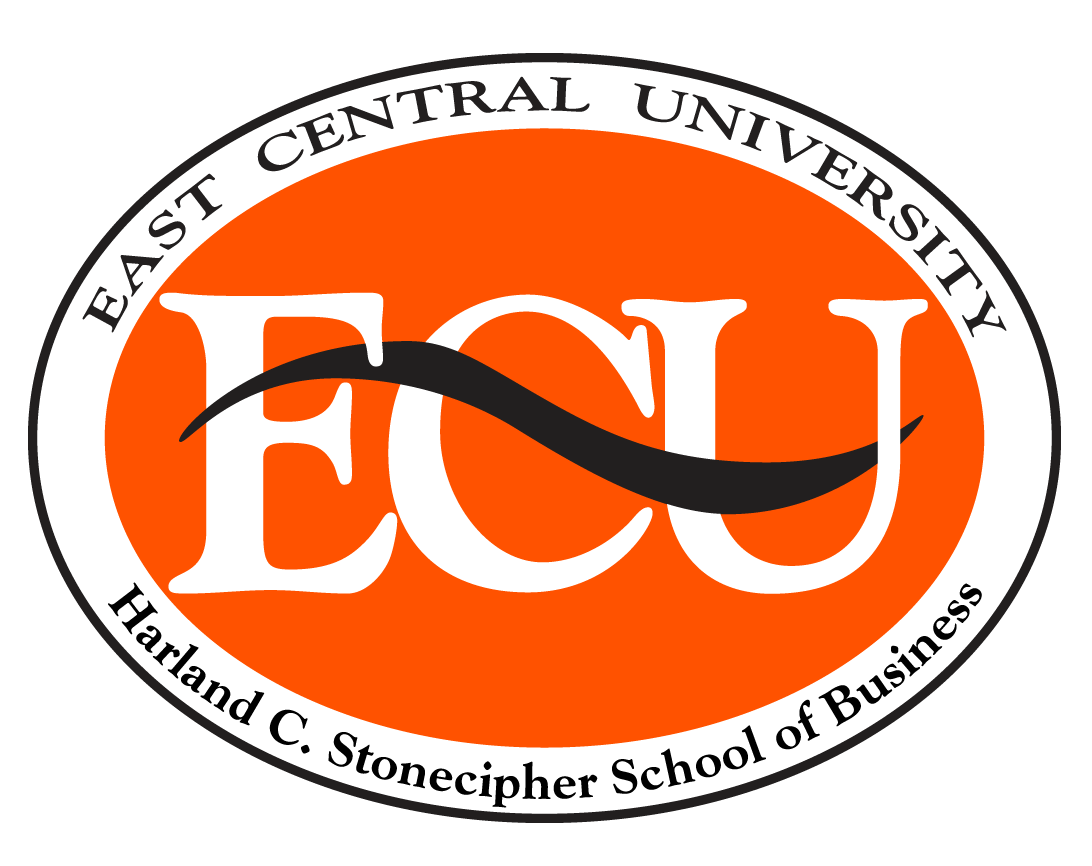 EAST CENTRAL UNIVERSITY
ECU
Harland C. Stonecipher School of Business